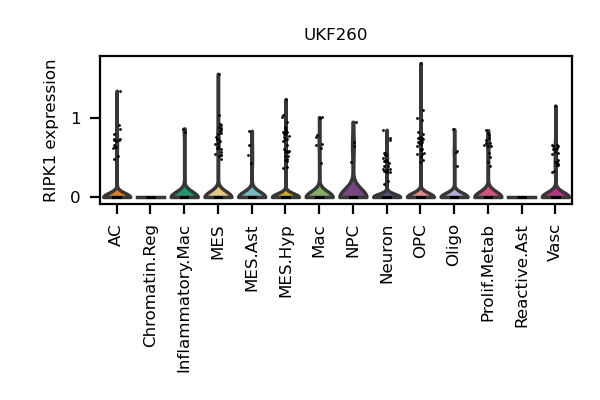 UKF260
RIPK1 expression
1
0
AC
Chromatin.Reg
Inflammatory.Mac
MES
MES.Ast
MES.Hyp
Mac
NPC
Neuron
OPC
Oligo
Prolif.Metab
Reactive.Ast
Vasc